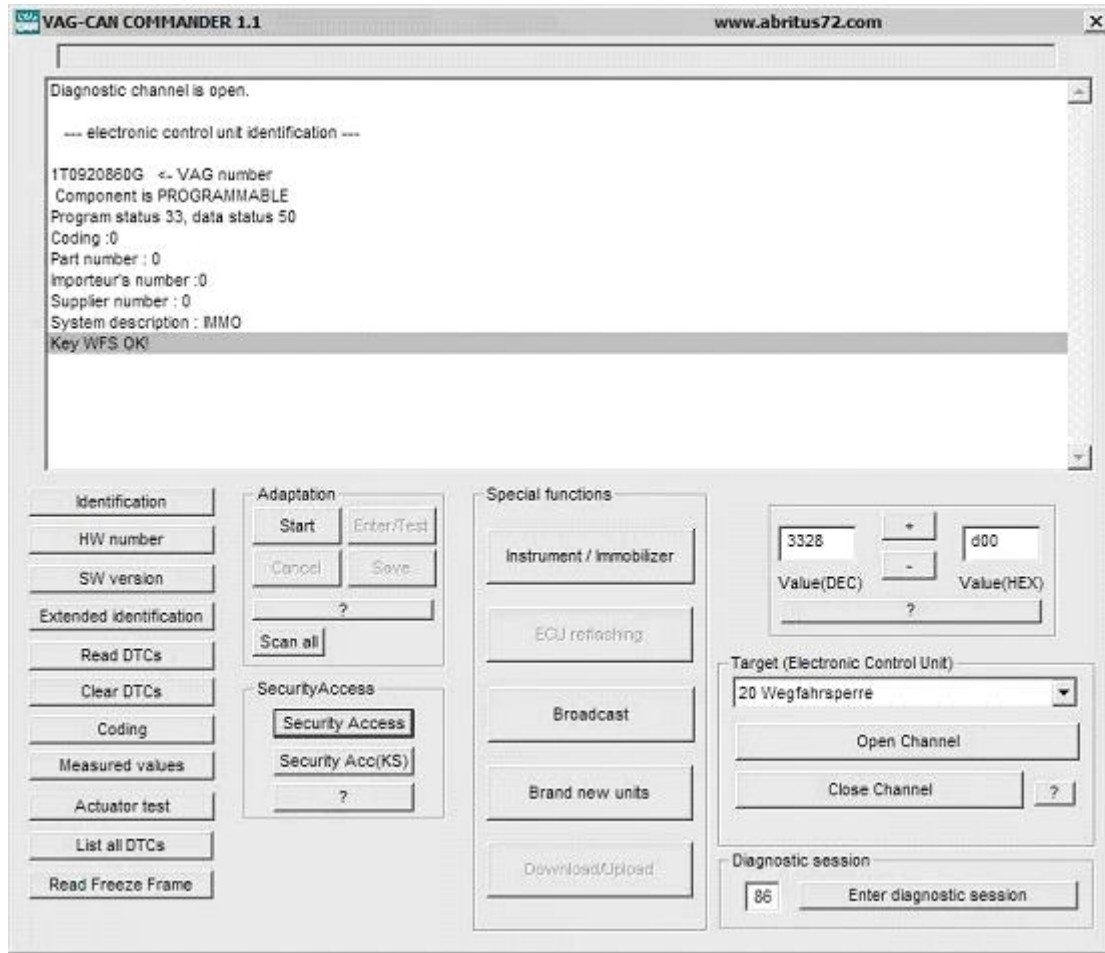 VAG-CAN COMMANDER 1.1 www.abritus72.com X
Diagnostic channel is open.
--- electronic control unit identification ---
1T0920860G <- VAG number
Component is PROGRAMMABLE
Program status 33, data status 50
Coding :0
Part number : 0
Importeur's number :0
Supplier number : 0
System description : IMMO
Key WFS OK!
Identification
HW number
SW version
Extended identification
Read DTCs
Clear DTCs
Coding
Measured values
Actuator test
List all DTCs
Read Freeze Frame
Adaptation
Start Enter/Test
Cancel Save
?
Scan all
SecurityAccess
Security Access
Security Acc(KS)
?
Special functions
Instrument / Immobilizer
ECU reflashing
Broadcast
Brand new units
Download/Upload
3328 + d00
-
Value(DEC) Value(HEX)
?
Target (Electronic Control Unit)
20 Wegfahrsperre
Open Channel
Close Channel ?
Diagnostic session
86 Enter diagnostic session